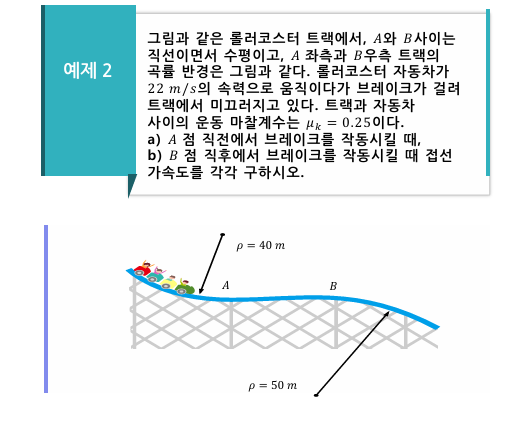 예제 2
그림과 같은 롤러코스터 트랙에서, A와 B사이는
직선이면서 수평이고, A 좌측과 B우측 트랙의
곡률 반경은 그림과 같다. 롤러코스터 자동차가
22 m/s의 속력으로 움직이다가 브레이크가 걸려
트랙에서 미끄러지고 있다. 트랙과 자동차
사이의 운동 마찰계수는 μₖ = 0.25이다.
a) A 점 직전에서 브레이크를 작동시킬 때,
b) B 점 직후에서 브레이크를 작동시킬 때 접선
가속도를 각각 구하시오.
ρ = 40 m
A
B
ρ = 50 m